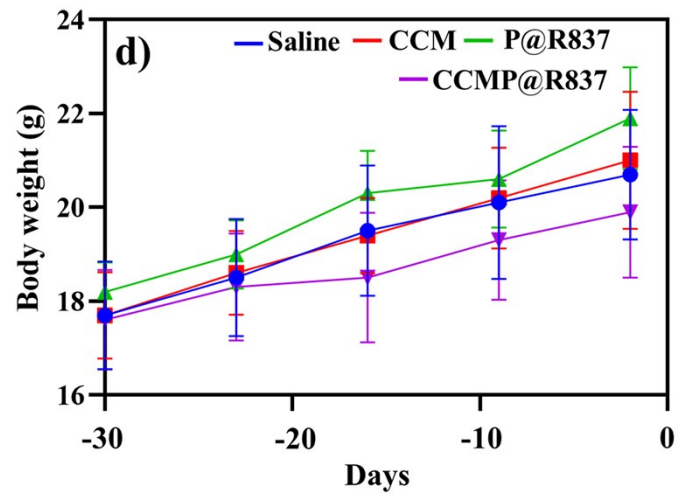 d)
Saline CCM P@R837
CCMP@R837
Body weight (g)
24
22
20
18
16
-30 -20 -10 0
Days